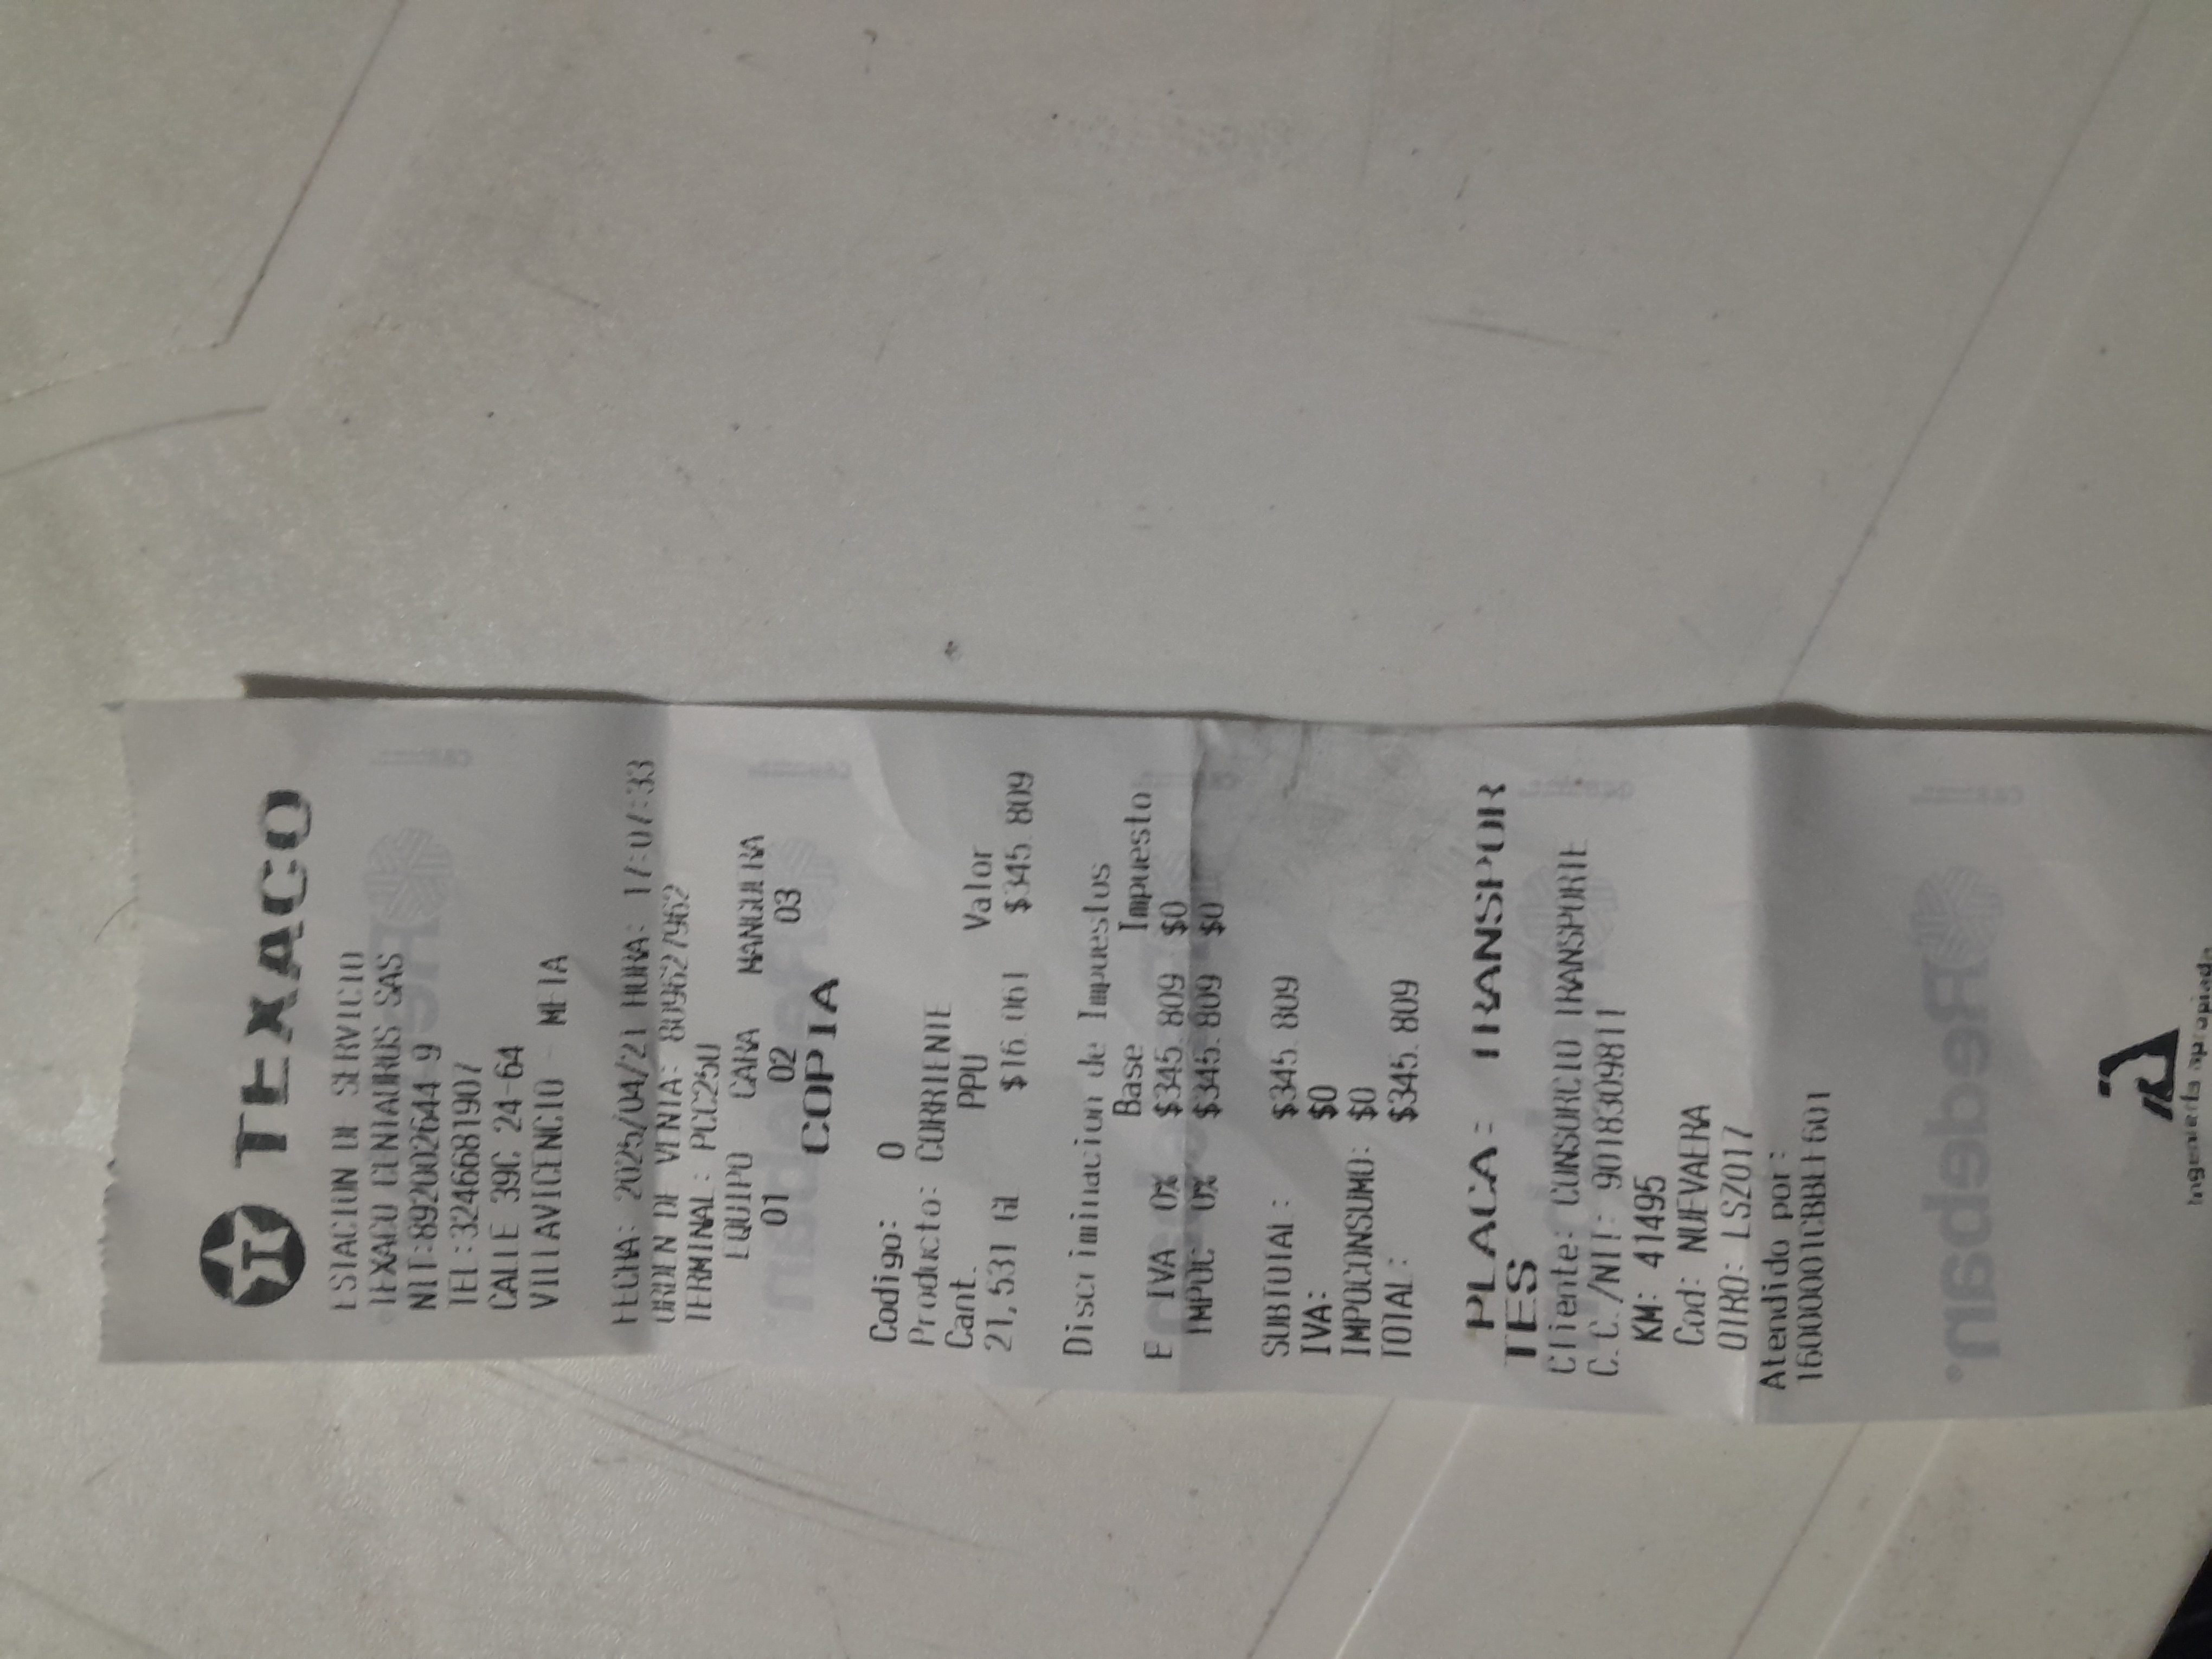 TEXACO
ESTACION DE SERVICIO
TEXACO CENTAUROS SAS
NIT:892002644-9
TEL:3246681907
CALLE 39C 24-64
VILLAVICENCIO - META
FECHA: 2025/04/21 HORA: 17:07:33
ORDEN DE VENTA: 8096277962
TERMINAL: PCC250
EQUIPO CARA MANGUERA
01 02 03
COPIA
Codigo: 0
Producto: CORRIENTE
Cant. PPU Valor
21,531 GL $16.061 $345.809
Discriminacion de Impuestos
Base Impuesto
E IVA 0% $345.809 $0
IMPOC 0% $345.809 $0
SUBTOTAL: $345.809
IVA: $0
IMPOCONSUMO: $0
TOTAL: $345.809
PLACA: TRANSPOR
TES
Cliente: CONSORCIO TRANSPORTE
C.C./NIT: 901830981
KM: 41495
Cod: NUEVAERA
OTRO: LSZ017
Atendido por:
Redeban
Ingeniería apropiada